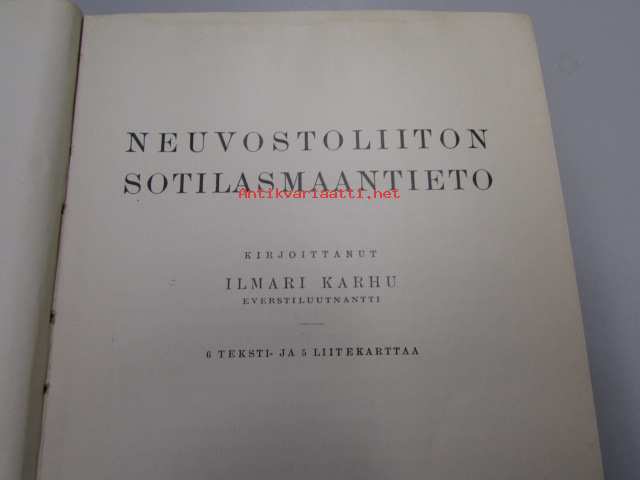 NEUVOSTOLIITON
SOTILASMAANTIETO
Antikvariaatti.net
KIRJOITTANUT
ILMARI KARHU
EVERSTILUUTNANTTI
6 TEKSTI- JA 5 LIITEKARTTAA